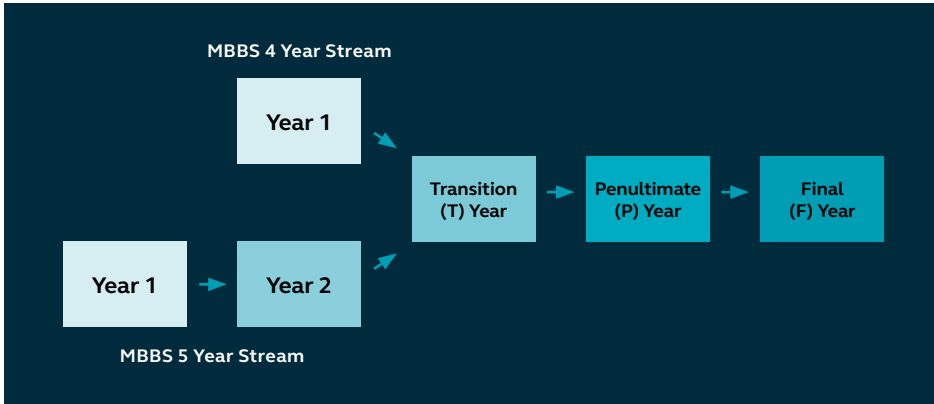 MBBS 4 Year Stream
Year 1
Transition
(T) Year
Penultimate
(P) Year
Final
(F) Year
Year 1
Year 2
MBBS 5 Year Stream